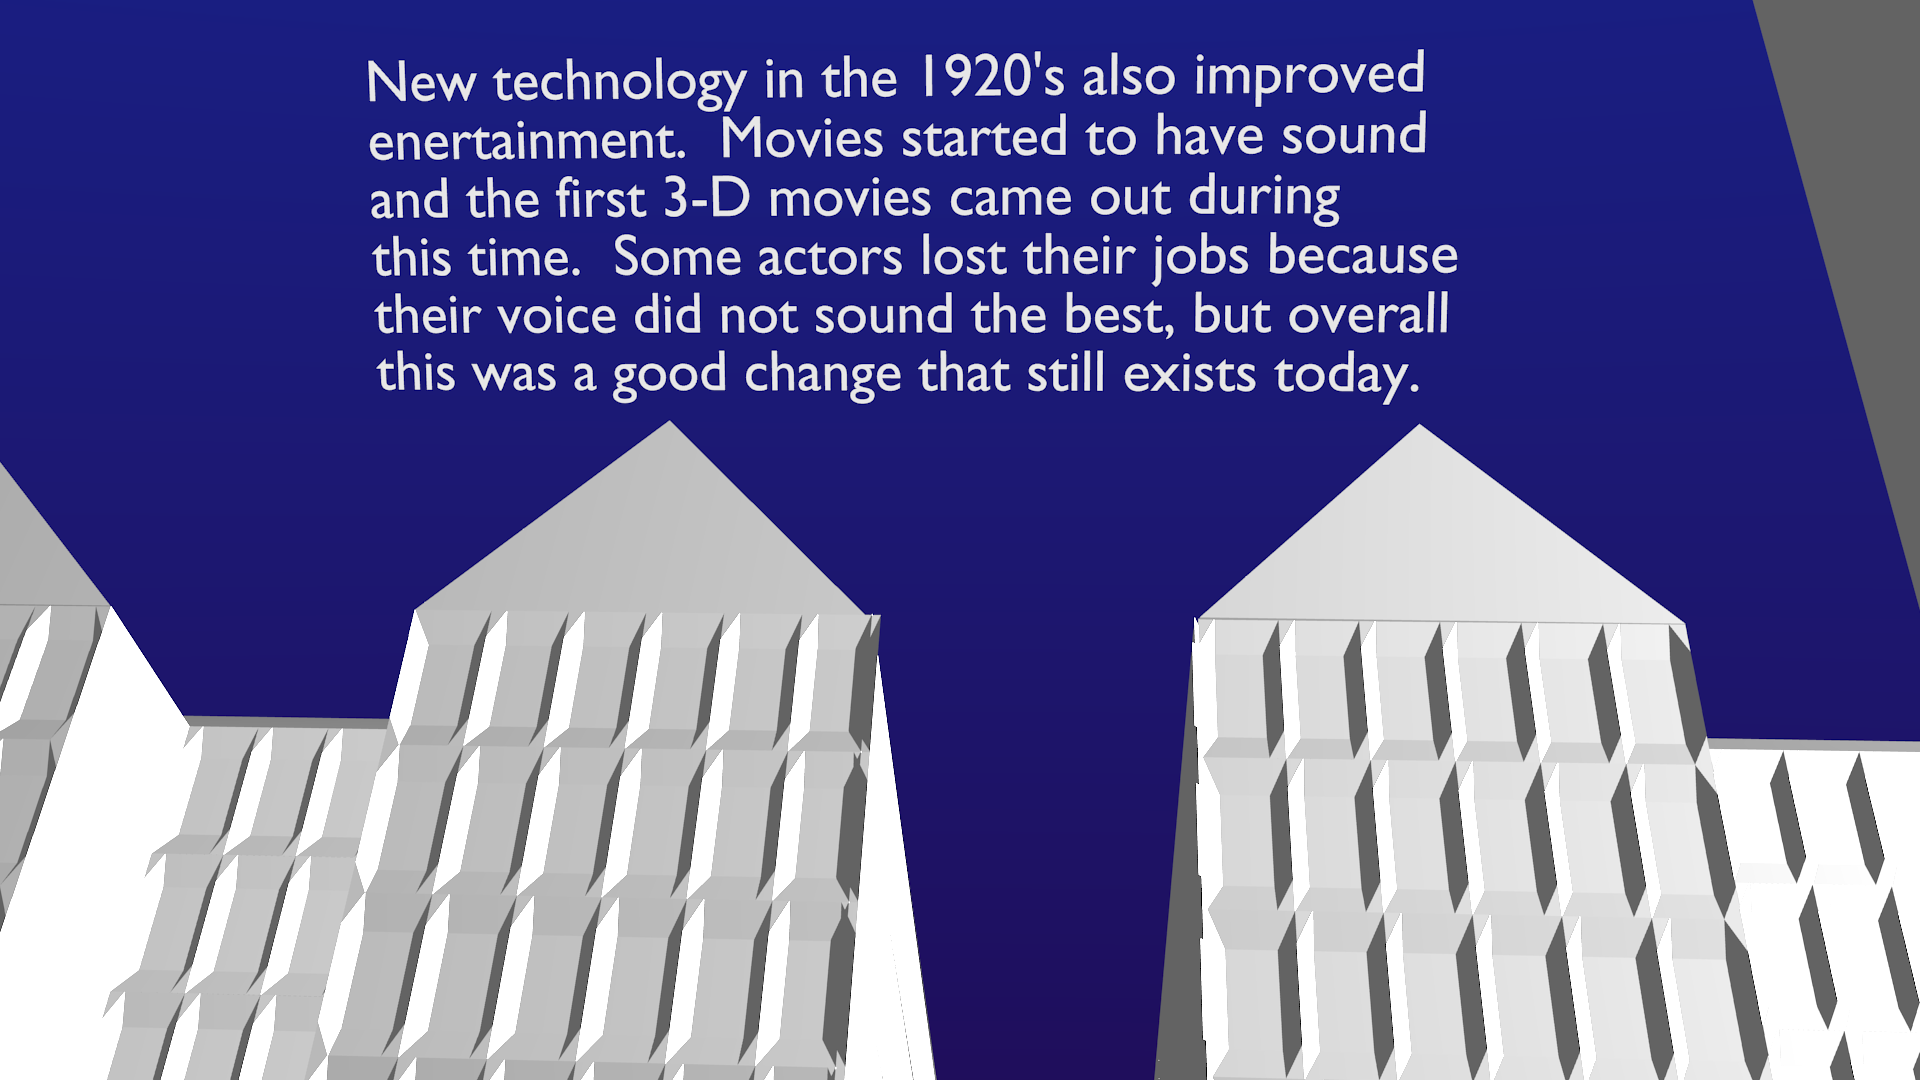 New technology in the 1920's also improved
enertainment.  Movies started to have sound
and the first 3-D movies came out during
this time.  Some actors lost their jobs because
their voice did not sound the best, but overall
this was a good change that still exists today.